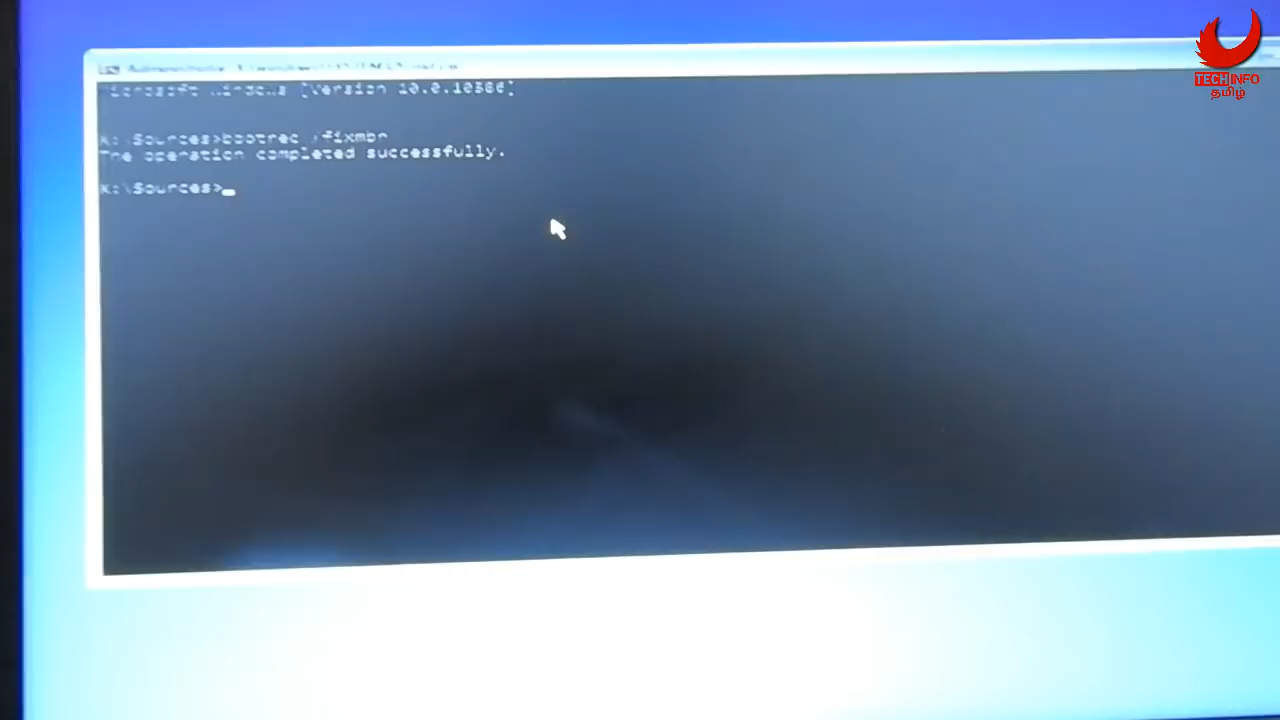 TECH INFO
தமிழ்
Microsoft Windows [Version 10.0.10586]
X:\Sources>bootrec /fixmbr
The operation completed successfully.
X:\Sources>